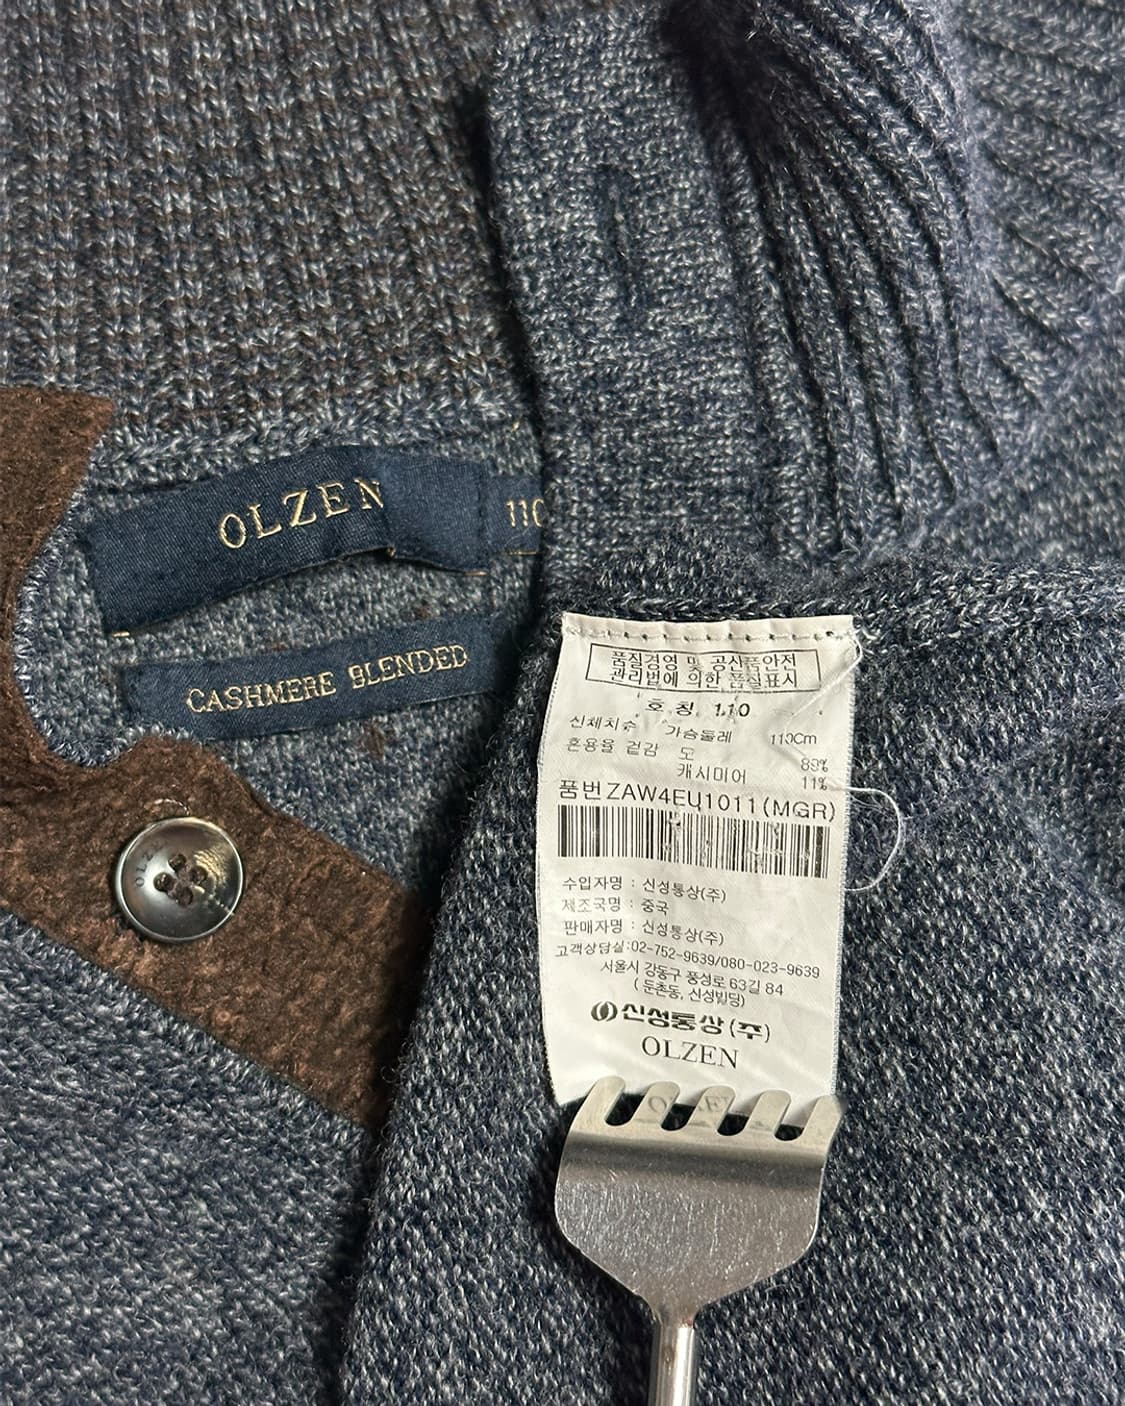 OLZEN
110
CASHMERE BLENDED
OLZEN
품질경영 및 공산품안전
관리법에 의한 품질표시
호칭 110
신체치수 가슴둘레 110Cm
혼용율 겉감 모 89%
캐시미어 11%
품번 ZAW4EU1011(MGR)
수입자명 : 신성통상(주)
제조국명 : 중국
판매자명 : 신성통상(주)
고객상담실:02-752-9639/080-023-9639
서울시 강동구 풍성로 63길 84
(둔촌동, 신성빌딩)
신성통상(주)
OLZEN